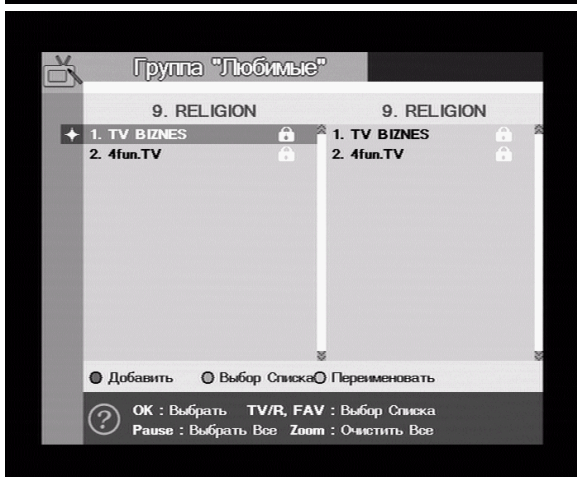 Группа "Любимые"
9. RELIGION 9. RELIGION
1. TV BIZNES 1. TV BIZNES
2. 4fun.TV 2. 4fun.TV
Добавить Выбор Списка Переименовать
OK : Выбрать TV/R, FAV : Выбор Списка
Pause : Выбрать Все Zoom : Очистить Все